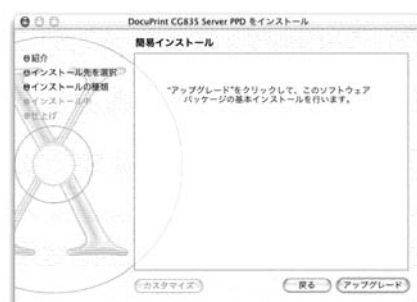 DocuPrint CG835 Server PPD をインストール
簡易インストール
紹介
インストール先を選択
インストールの種類
インストール中
仕上げ
"アップグレード"をクリックして、このソフトウェア
パッケージの基本インストールを行います。
カスタマイズ
戻る
アップグレード